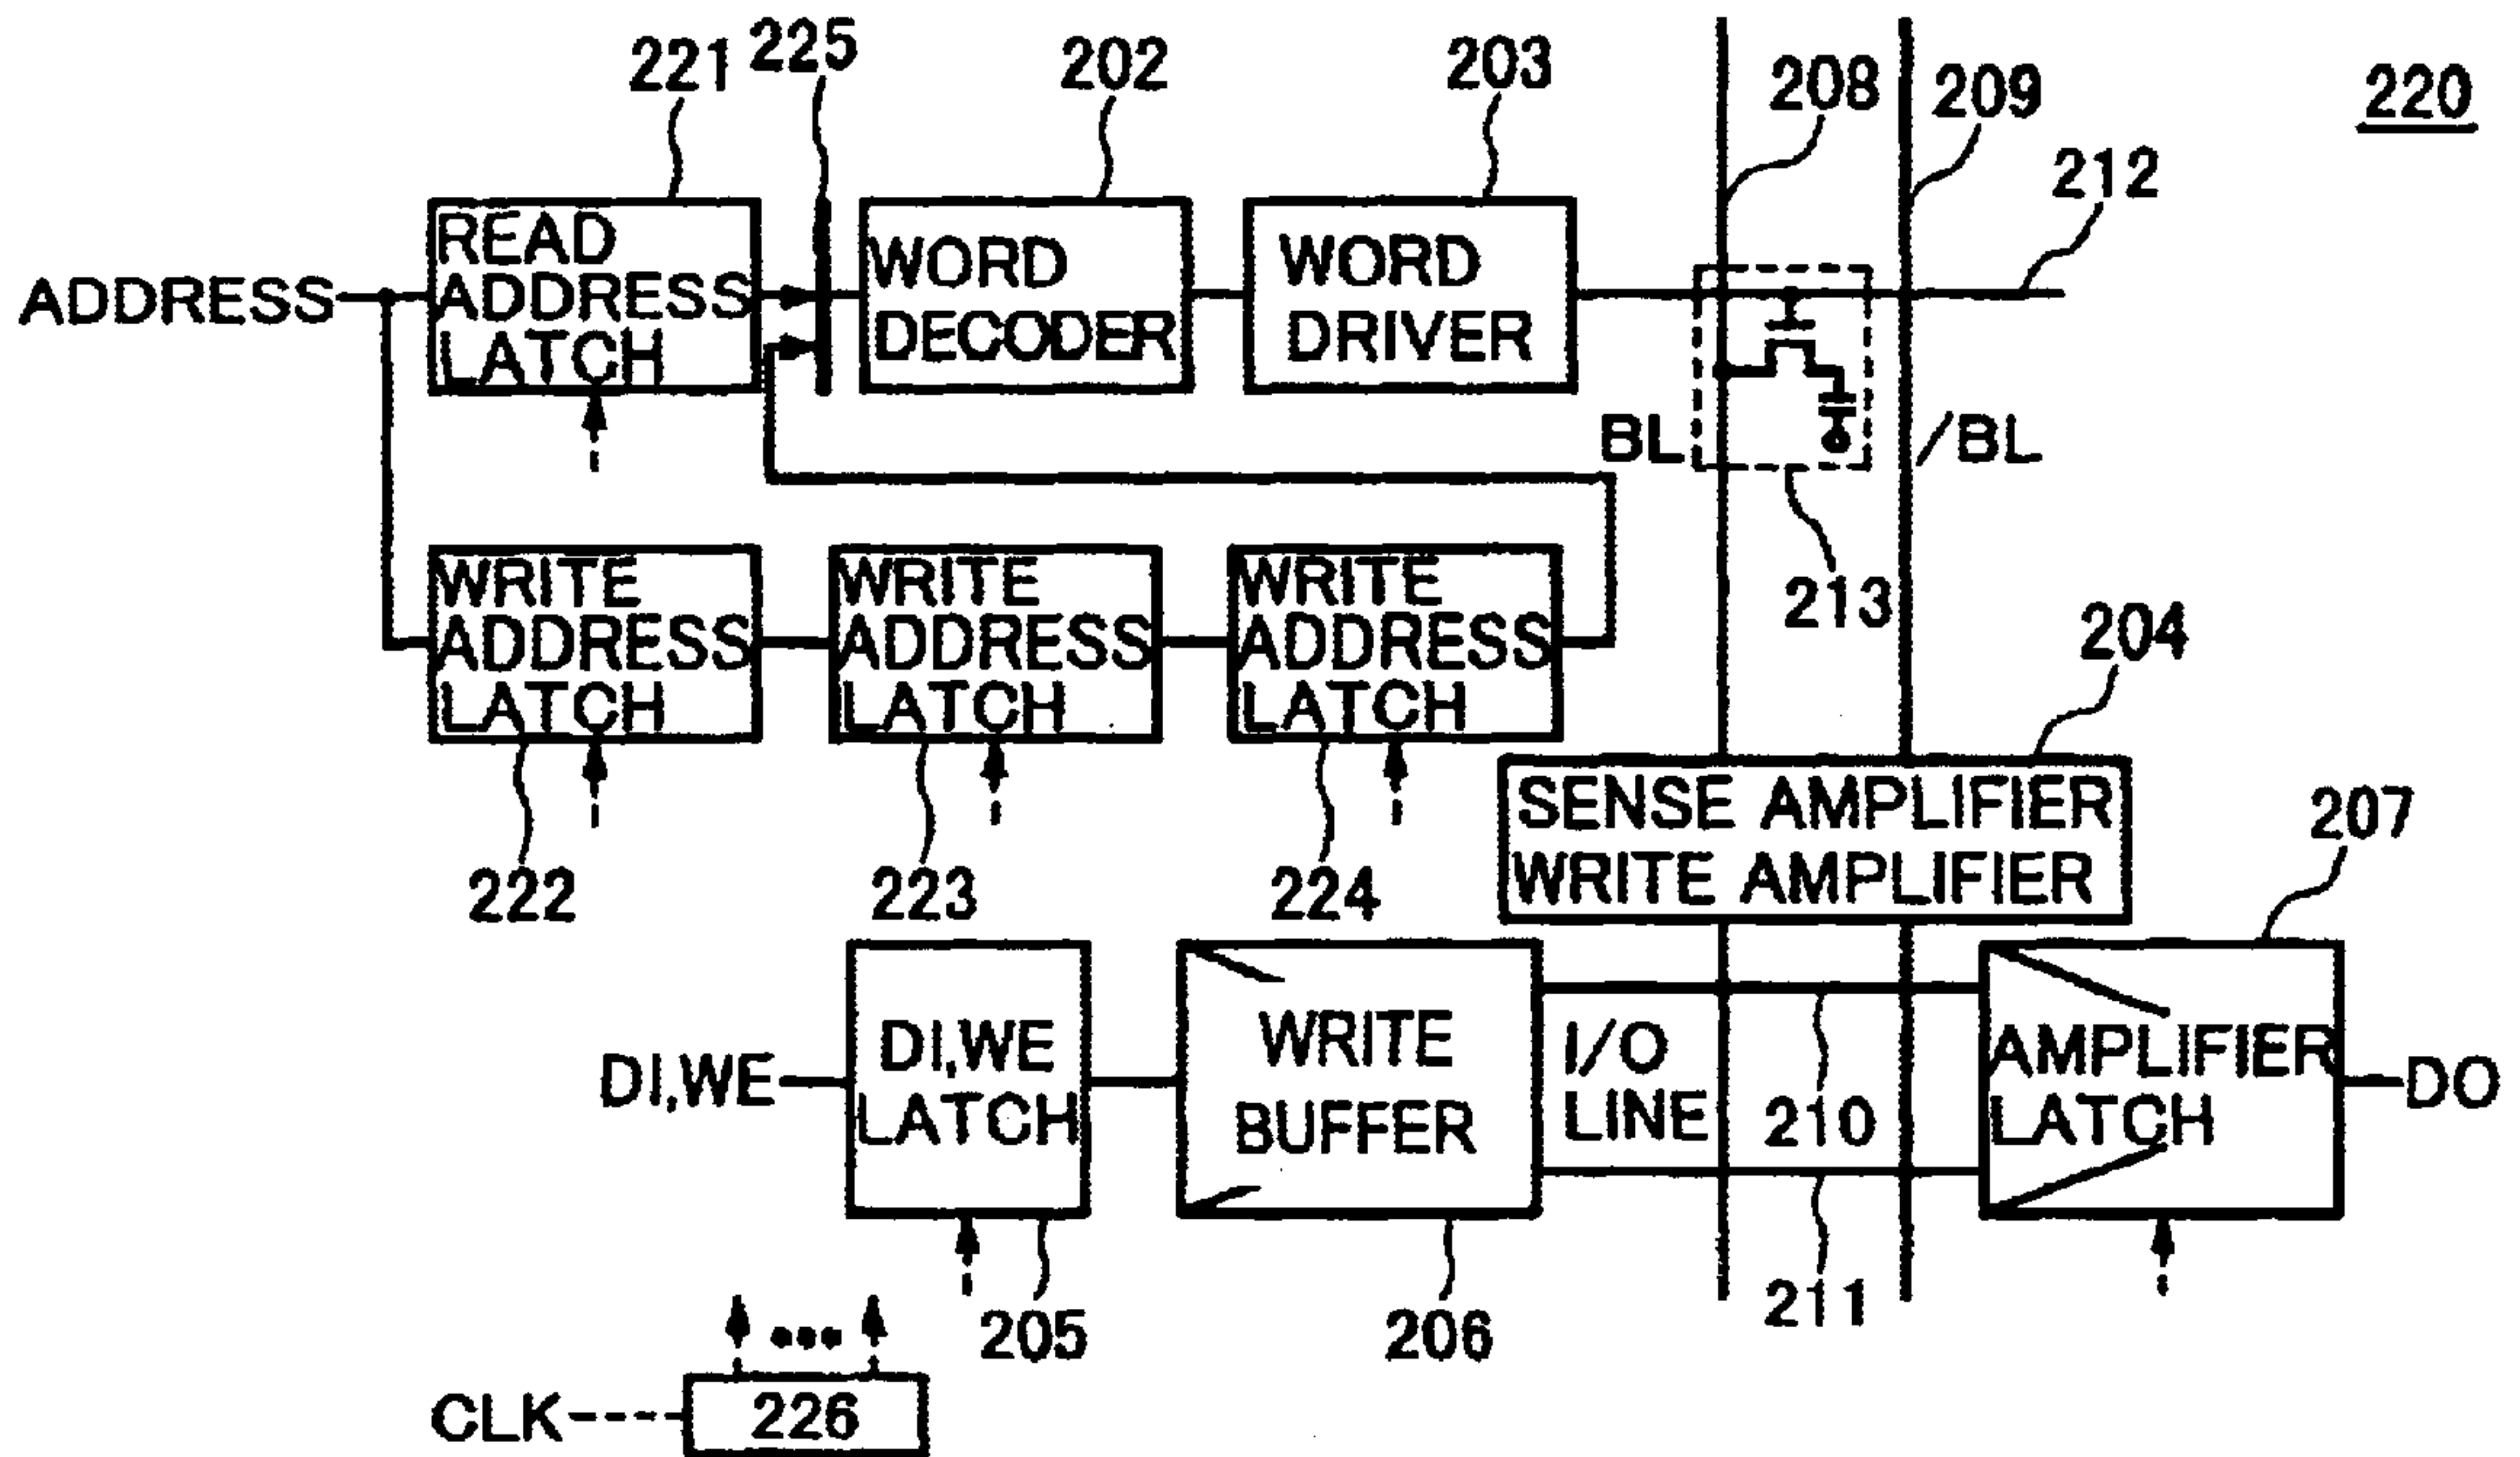 221
225
202
203
208
209
220
212
READ
ADDRESS
LATCH
WORD
DECODER
WORD
DRIVER
ADDRESS
BL
/BL
213
WRITE
ADDRESS
LATCH
WRITE
ADDRESS
LATCH
WRITE
ADDRESS
LATCH
204
222
223
224
SENSE AMPLIFIER
WRITE AMPLIFIER
207
DI,WE
DI,WE
LATCH
WRITE
BUFFER
I/O
LINE
210
AMPLIFIER
LATCH
DO
205
206
211
CLK
226